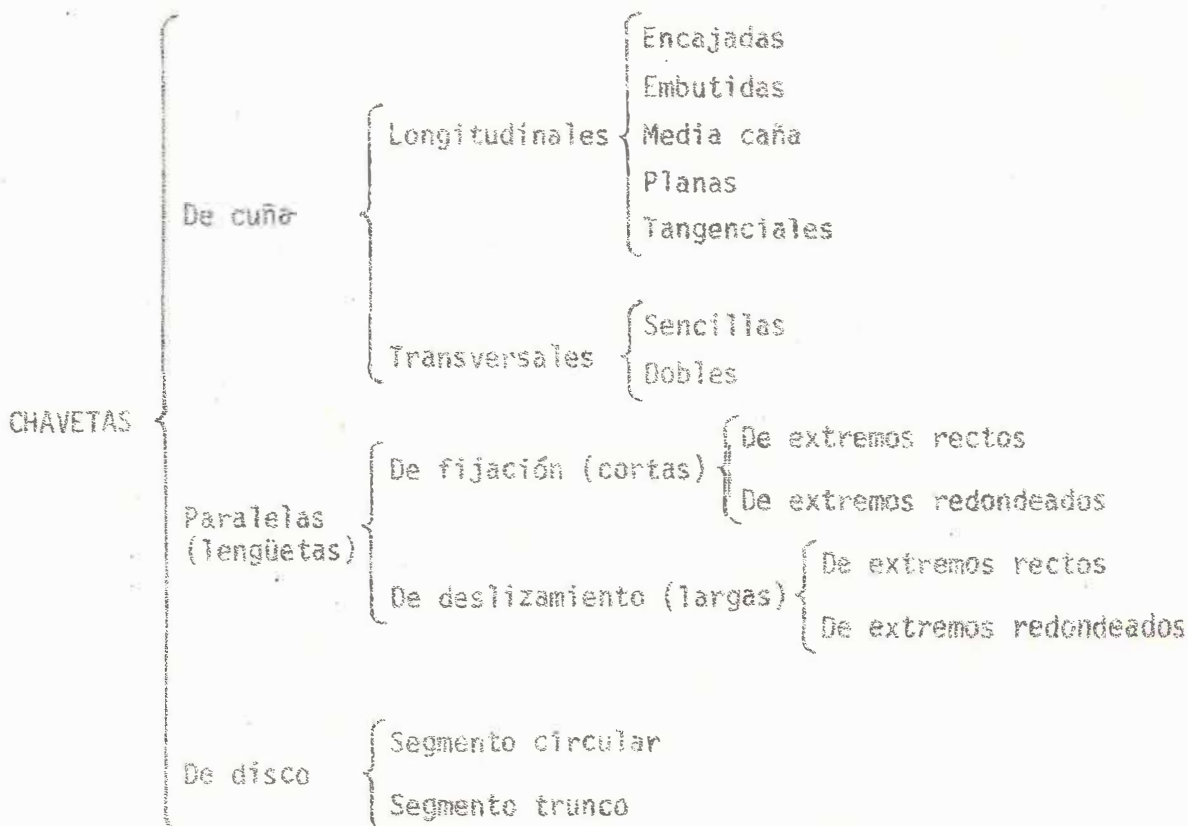 Encajadas
Embutidas
Longitudinales
Media caña
Planas
De cuña
Tangenciales
Sencillas
Transversales
Dobles
CHAVETAS
De extremos rectos
De fijación (cortas)
De extremos redondeados
Paralelas
(lengüetas)
De extremos rectos
De deslizamiento (largas)
De extremos redondeados
Segmento circular
De disco
Segmento trunco